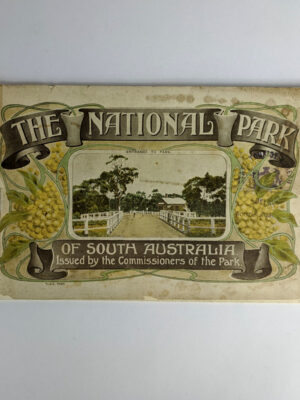 THE NATIONAL PARK
ENTRANCE TO PARK
OF SOUTH AUSTRALIA.
Issued by the Commissioners of the Park.